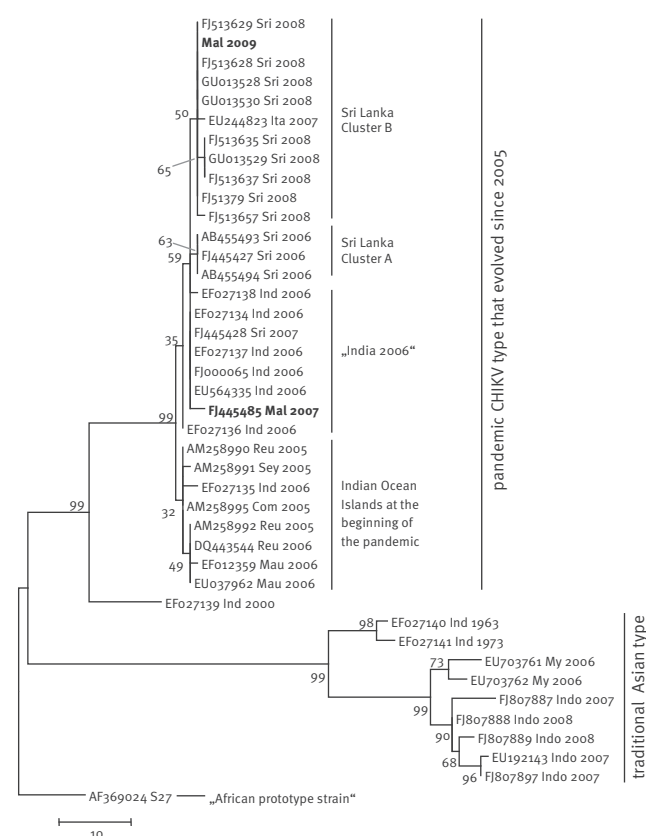 FJ513629 Sri 2008
Mal 2009
FJ513628 Sri 2008
GU013528 Sri 2008
GU013530 Sri 2008
50
EU244823 Ita 2007
FJ513635 Sri 2008
GU013529 Sri 2008
65
FJ513637 Sri 2008
FJ51379 Sri 2008
FJ513657 Sri 2008
Sri Lanka
Cluster B
63
AB455493 Sri 2006
59
FJ445427 Sri 2006
AB455494 Sri 2006
Sri Lanka
Cluster A
EF027138 Ind 2006
EF027134 Ind 2006
FJ445428 Sri 2007
35
EF027137 Ind 2006
FJ000065 Ind 2006
EU564335 Ind 2006
FJ445485 Mal 2007
99
EF027136 Ind 2006
„India 2006“
AM258990 Reu 2005
AM258991 Sey 2005
EF027135 Ind 2006
32
AM258995 Com 2005
AM258992 Reu 2005
DQ443544 Reu 2006
49
EF012359 Mau 2006
EU037962 Mau 2006
Indian Ocean
Islands at the
beginning of
the pandemic
pandemic CHIKV type that evolved since 2005
99
EF027139 Ind 2000
98
EF027140 Ind 1963
EF027141 Ind 1973
99
73
EU703761 My 2006
EU703762 My 2006
99
FJ807887 Indo 2007
FJ807888 Indo 2008
90
FJ807889 Indo 2008
68
EU192143 Indo 2007
96
FJ807897 Indo 2007
traditional Asian type
AF369024 S27
„African prototype strain“
10